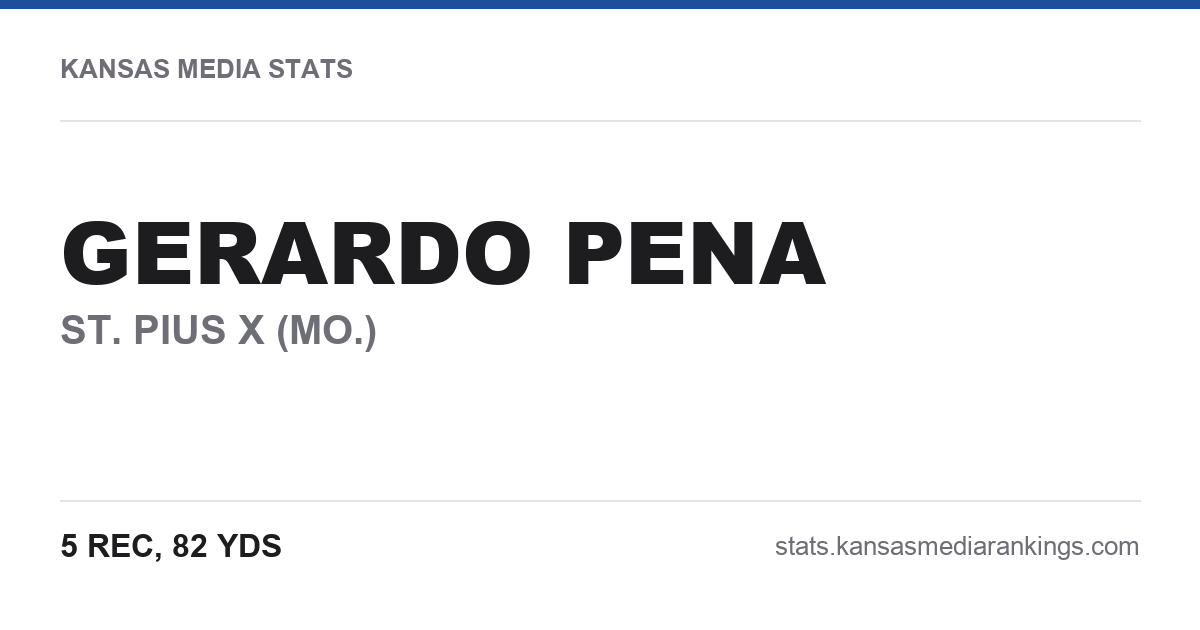 KANSAS MEDIA STATS
GERARDO PENA
ST. PIUS X (MO.)
5 REC, 82 YDS
stats.kansasmediarankings.com